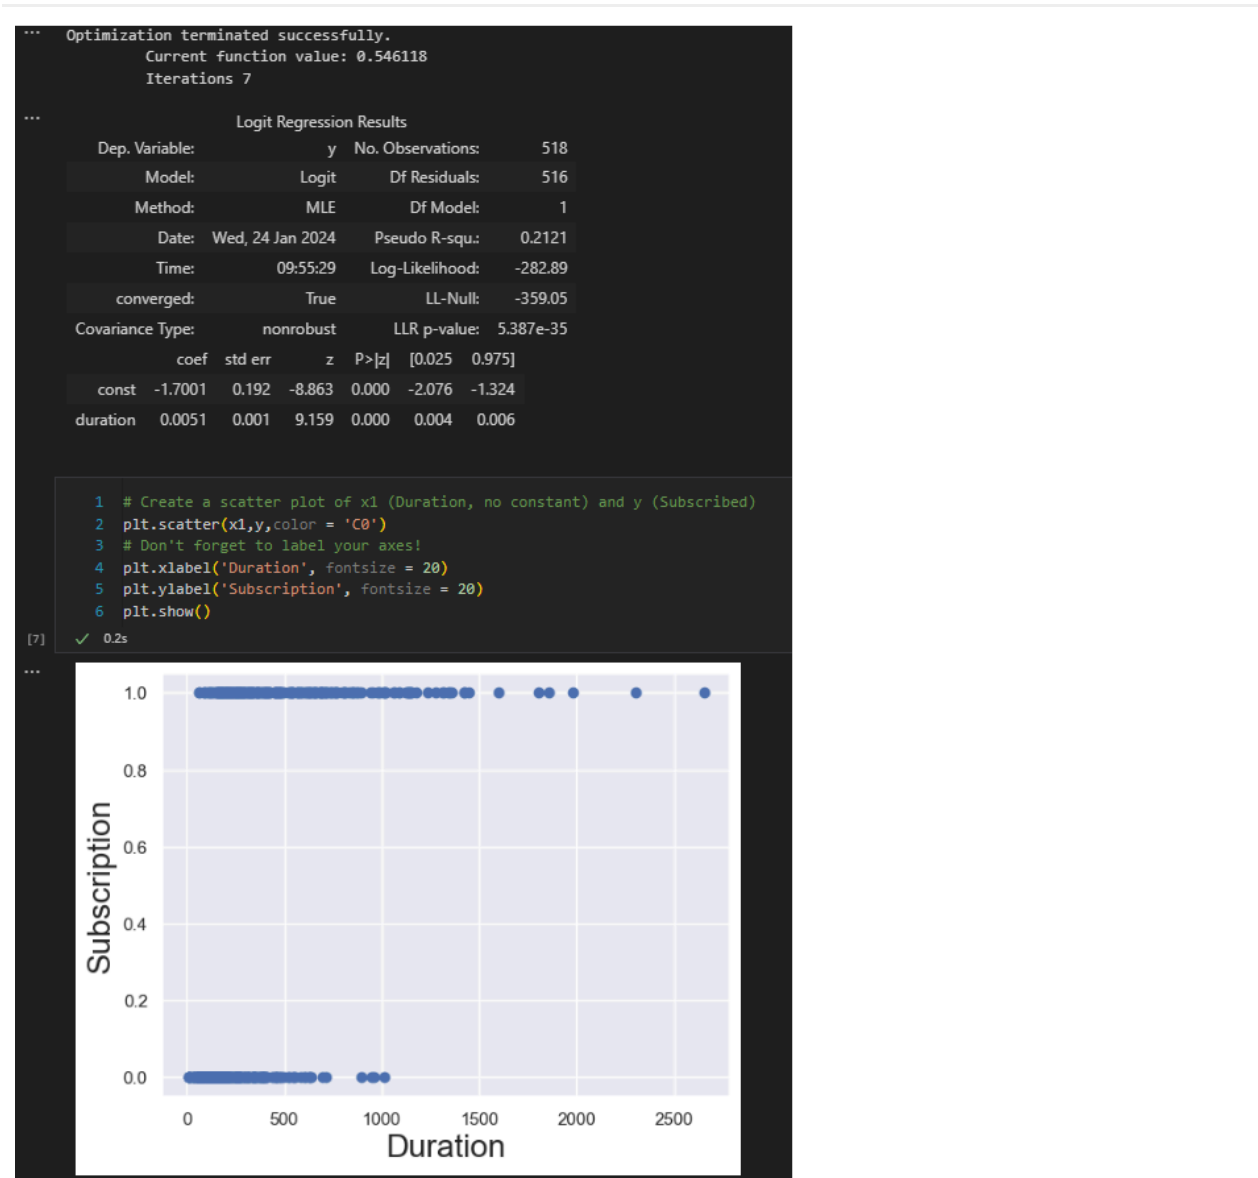 Optimization terminated successfully.
Current function value: 0.546118
Iterations 7
Logit Regression Results
Dep. Variable: y No. Observations: 518
Model: Logit Df Residuals: 516
Method: MLE Df Model: 1
Date: Wed, 24 Jan 2024 Pseudo R-squ.: 0.2121
Time: 09:55:29 Log-Likelihood: -282.89
converged: True LL-Null: -359.05
Covariance Type: nonrobust LLR p-value: 5.387e-35
coef std err z P>|z| [0.025 0.975]
const -1.7001 0.192 -8.863 0.000 -2.076 -1.324
duration 0.0051 0.001 9.159 0.000 0.004 0.006
1 # Create a scatter plot of x1 (Duration, no constant) and y (Subscribed)
2 plt.scatter(x1,y,color = 'C0')
3 # Don't forget to label your axes!
4 plt.xlabel('Duration', fontsize = 20)
5 plt.ylabel('Subscription', fontsize = 20)
6 plt.show()
[7] ✓ 0.2s
1.0
0.8
0.6
0.4
0.2
0.0
Subscription
0 500 1000 1500 2000 2500
Duration